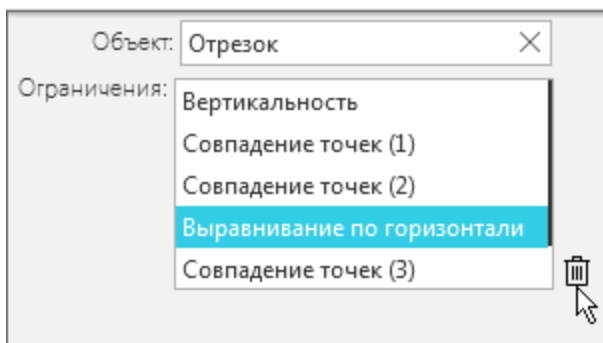 Объект: Отрезок
Ограничения:
Вертикальность
Совпадение точек (1)
Совпадение точек (2)
Выравнивание по горизонтали
Совпадение точек (3)